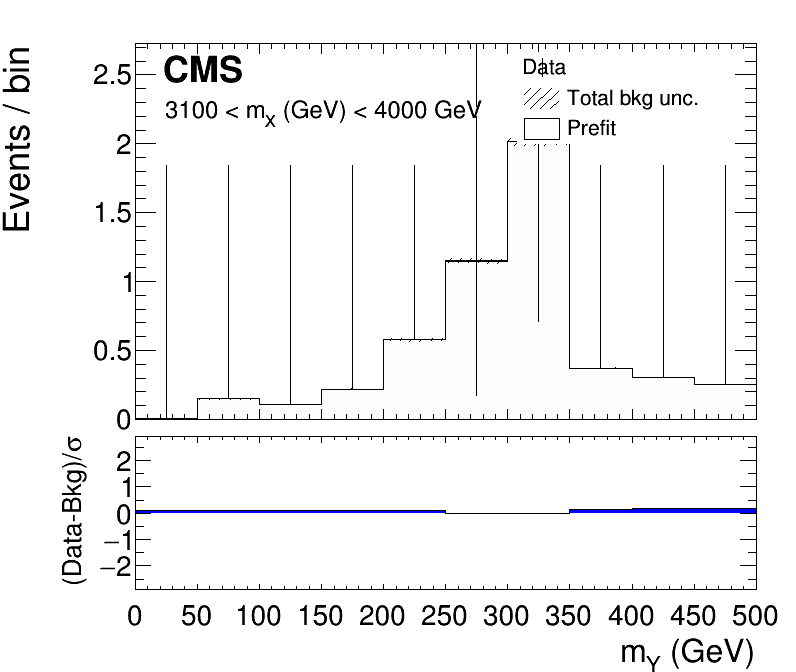 Events / bin
CMS
3100 < mX (GeV) < 4000 GeV
Data
Total bkg unc.
Prefit
2.5
2
1.5
1
0.5
0
(Data-Bkg)/σ
2
1
0
−1
−2
0 50 100 150 200 250 300 350 400 450 500
mY (GeV)